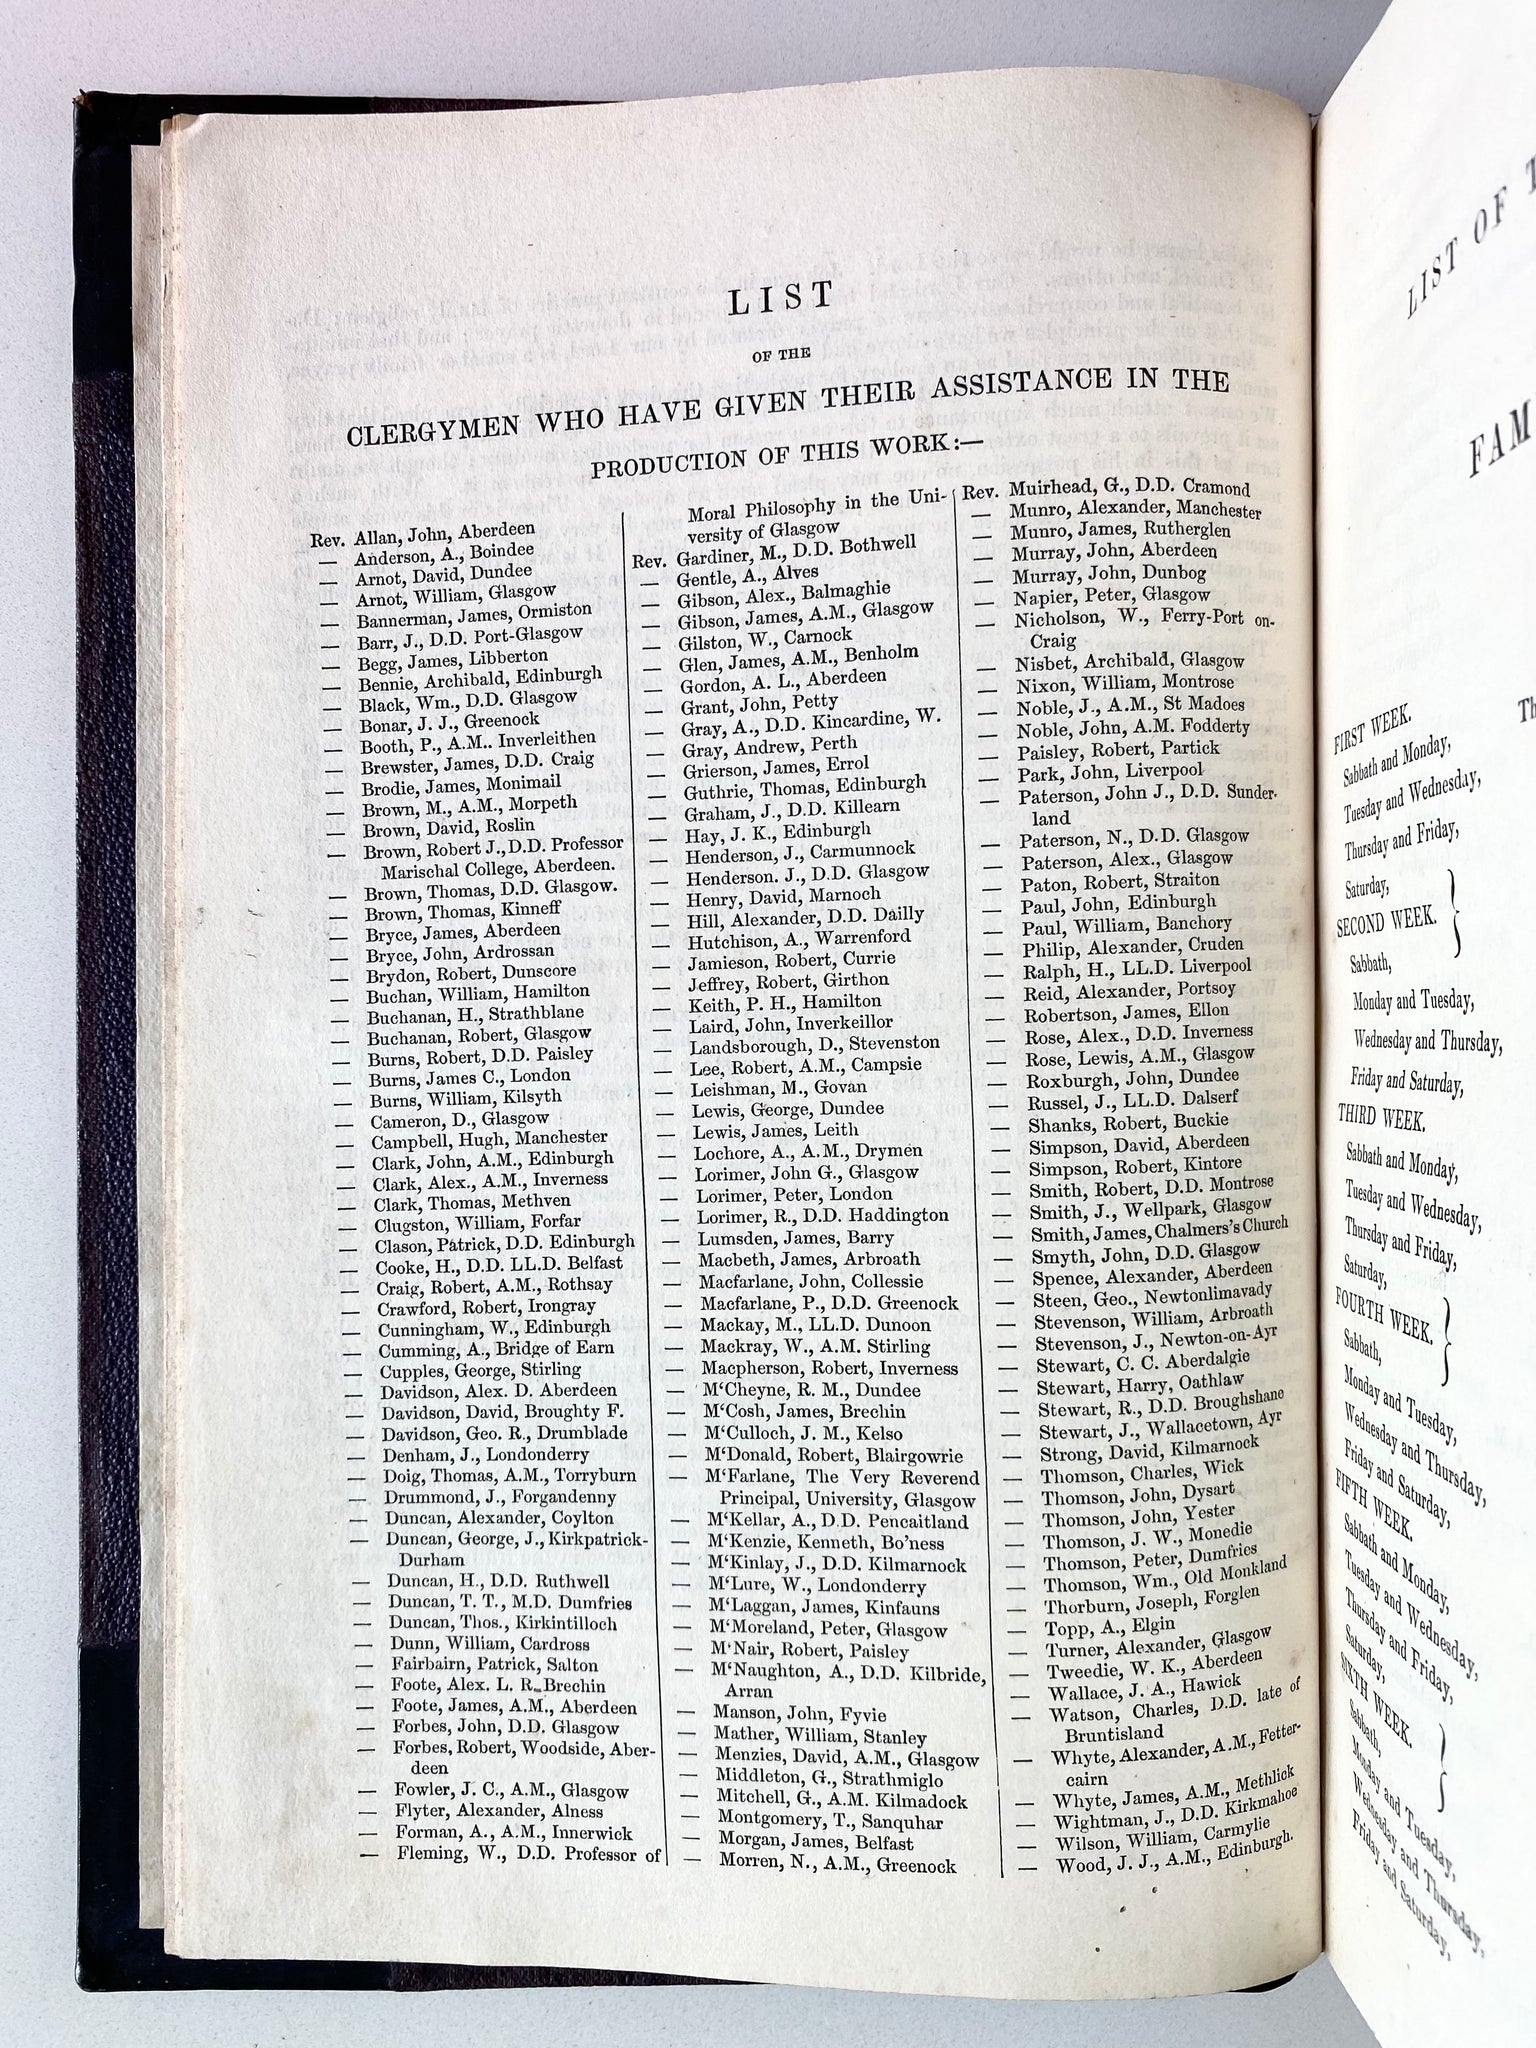 LIST
OF THE
CLERGYMEN WHO HAVE GIVEN THEIR ASSISTANCE IN THE
PRODUCTION OF THIS WORK:—
Rev. Allan, John, Aberdeen
— Anderson, A., Boindee
— Arnot, David, Dundee
— Arnot, William, Glasgow
— Bannerman, James, Ormiston
— Barr, J., D.D. Port-Glasgow
— Begg, James, Libberton
— Bennie, Archibald, Edinburgh
— Black, Wm., D.D. Glasgow
— Bonar, J. J., Greenock
— Booth, P., A.M.. Inverleithen
— Brewster, James, D.D. Craig
— Brodie, James, Monimail
— Brown, M., A.M., Morpeth
— Brown, David, Roslin
— Brown, Robert J., D.D. Professor
Marischal College, Aberdeen.
— Brown, Thomas, D.D. Glasgow.
— Brown, Thomas, Kinneff
— Bryce, James, Aberdeen
— Bryce, John, Ardrossan
— Brydon, Robert, Dunscore
— Buchan, William, Hamilton
— Buchanan, H., Strathblane
— Buchanan, Robert, Glasgow
— Burns, Robert, D.D. Paisley
— Burns, James C., London
— Burns, William, Kilsyth
— Cameron, D., Glasgow
— Campbell, Hugh, Manchester
— Clark, John, A.M., Edinburgh
— Clark, Alex., A.M., Inverness
— Clark, Thomas, Methven
— Clugston, William, Forfar
— Clason, Patrick, D.D. Edinburgh
— Cooke, H., D.D. LL.D. Belfast
— Craig, Robert, A.M., Rothsay
— Crawford, Robert, Irongray
— Cunningham, W., Edinburgh
— Cumming, A., Bridge of Earn
— Cupples, George, Stirling
— Davidson, Alex. D. Aberdeen
— Davidson, David, Broughty F.
— Davidson, Geo. R., Drumblade
— Denham, J., Londonderry
— Doig, Thomas, A.M., Torryburn
— Drummond, J., Forgandenny
— Duncan, Alexander, Coylton
— Duncan, George, J., Kirkpatrick-
Durham
— Duncan, H., D.D. Ruthwell
— Duncan, T. T., M.D. Dumfries
— Duncan, Thos., Kirkintilloch
— Dunn, William, Cardross
— Fairbairn, Patrick, Salton
— Foote, Alex. L. R. Brechin
— Foote, James, A.M., Aberdeen
— Forbes, John, D.D. Glasgow
— Forbes, Robert, Woodside, Aber-
deen
— Fowler, J. C., A.M., Glasgow
— Flyter, Alexander, Alness
— Forman, A., A.M., Innerwick
— Fleming, W., D.D. Professor of
Moral Philosophy in the Uni-
versity of Glasgow
Rev. Gardiner, M., D.D. Bothwell
— Gentle, A., Alves
— Gibson, Alex., Balmaghie
— Gibson, James, A.M., Glasgow
— Gilston, W., Carnock
— Glen, James, A.M., Benholm
— Gordon, A. L., Aberdeen
— Grant, John, Petty
— Gray, A., D.D. Kincardine, W.
— Gray, Andrew, Perth
— Grierson, James, Errol
— Guthrie, Thomas, Edinburgh
— Graham, J., D.D. Killearn
— Hay, J. K., Edinburgh
— Henderson, J., Carmunnock
— Henderson. J., D.D. Glasgow
— Henry, David, Marnoch
— Hill, Alexander, D.D. Dailly
— Hutchison, A., Warrenford
— Jamieson, Robert, Currie
— Jeffrey, Robert, Girthon
— Keith, P. H., Hamilton
— Laird, John, Inverkeillor
— Landsborough, D., Stevenston
— Lee, Robert, A.M., Campsie
— Leishman, M., Govan
— Lewis, George, Dundee
— Lewis, James, Leith
— Lochore, A., A.M., Drymen
— Lorimer, John G., Glasgow
— Lorimer, Peter, London
— Lorimer, R., D.D. Haddington
— Lumsden, James, Barry
— Macbeth, James, Arbroath
— Macfarlane, John, Collessie
— Macfarlane, P., D.D. Greenock
— Mackay, M., LL.D. Dunoon
— Mackray, W., A.M. Stirling
— Macpherson, Robert, Inverness
— M‘Cheyne, R. M., Dundee
— M‘Cosh, James, Brechin
— M‘Culloch, J. M., Kelso
— M‘Donald, Robert, Blairgowrie
— M‘Farlane, The Very Reverend
Principal, University, Glasgow
— M‘Kellar, A., D.D. Pencaitland
— M‘Kenzie, Kenneth, Bo'ness
— M‘Kinlay, J., D.D. Kilmarnock
— M‘Lure, W., Londonderry
— M‘Laggan, James, Kinfauns
— M‘Moreland, Peter, Glasgow
— M‘Nair, Robert, Paisley
— M‘Naughton, A., D.D. Kilbride,
Arran
— Manson, John, Fyvie
— Mather, William, Stanley
— Menzies, David, A.M., Glasgow
— Middleton, G., Strathmiglo
— Mitchell, G., A.M. Kilmadock
— Montgomery, T., Sanquhar
— Morgan, James, Belfast
— Morren, N., A.M., Greenock
Rev. Muirhead, G., D.D. Cramond
— Munro, Alexander, Manchester
— Munro, James, Rutherglen
— Murray, John, Aberdeen
— Murray, John, Dunbog
— Napier, Peter, Glasgow
— Nicholson, W., Ferry-Port on-
Craig
— Nisbet, Archibald, Glasgow
— Nixon, William, Montrose
— Noble, J., A.M., St Madoes
— Noble, John, A.M. Fodderty
— Paisley, Robert, Partick
— Park, John, Liverpool
— Paterson, John J., D.D. Sunder-
land
— Paterson, N., D.D. Glasgow
— Paterson, Alex., Glasgow
— Paton, Robert, Straiton
— Paul, John, Edinburgh
— Paul, William, Banchory
— Philip, Alexander, Cruden
— Ralph, H., LL.D. Liverpool
— Reid, Alexander, Portsoy
— Robertson, James, Ellon
— Rose, Alex., D.D. Inverness
— Rose, Lewis, A.M., Glasgow
— Roxburgh, John, Dundee
— Russel, J., LL.D. Dalserf
— Shanks, Robert, Buckie
— Simpson, David, Aberdeen
— Simpson, Robert, Kintore
— Smith, Robert, D.D. Montrose
— Smith, J., Wellpark, Glasgow
— Smith, James, Chalmers's Church
— Smyth, John, D.D. Glasgow
— Spence, Alexander, Aberdeen
— Steen, Geo., Newtonlimavady
— Stevenson, William, Arbroath
— Stevenson, J., Newton-on-Ayr
— Stewart, C. C. Aberdalgie
— Stewart, Harry, Oathlaw
— Stewart, R., D.D. Broughshane
— Stewart, J., Wallacetown, Ayr
— Strong, David, Kilmarnock
— Thomson, Charles, Wick
— Thomson, John, Dysart
— Thomson, John, Yester
— Thomson, J. W., Monedie
— Thomson, Peter, Dumfries
— Thomson, Wm., Old Monkland
— Thorburn, Joseph, Forglen
— Topp, A., Elgin
— Turner, Alexander, Glasgow
— Tweedie, W. K., Aberdeen
— Wallace, J. A., Hawick
— Watson, Charles, D.D. late of
Bruntisland
— Whyte, Alexander, A.M., Fetter-
cairn
— Whyte, James, A.M., Methlick
— Wightman, J., D.D. Kirkmahoe
— Wilson, William, Carmylie
— Wood, J. J., A.M., Edinburgh.
LIST OF
FAM
Th
FIRST WEEK.
Sabbath and Monday,
Tuesday and Wednesday,
Thursday and Friday,
Saturday,
SECOND WEEK.
Sabbath,
Monday and Tuesday,
Wednesday and Thursday,
Friday and Saturday,
THIRD WEEK.
Sabbath and Monday,
Tuesday and Wednesday,
Thursday and Friday,
Saturday,
FOURTH WEEK.
Sabbath,
Monday and Tuesday,
Wednesday and Thursday,
Friday and Saturday,
FIFTH WEEK.
Sabbath and Monday,
Tuesday and Wednesday,
Thursday and Friday,
Saturday,
SIXTH WEEK.
Sabbath,
Monday and Tuesday,
Wednesday and Thursday,
Friday and Saturday,